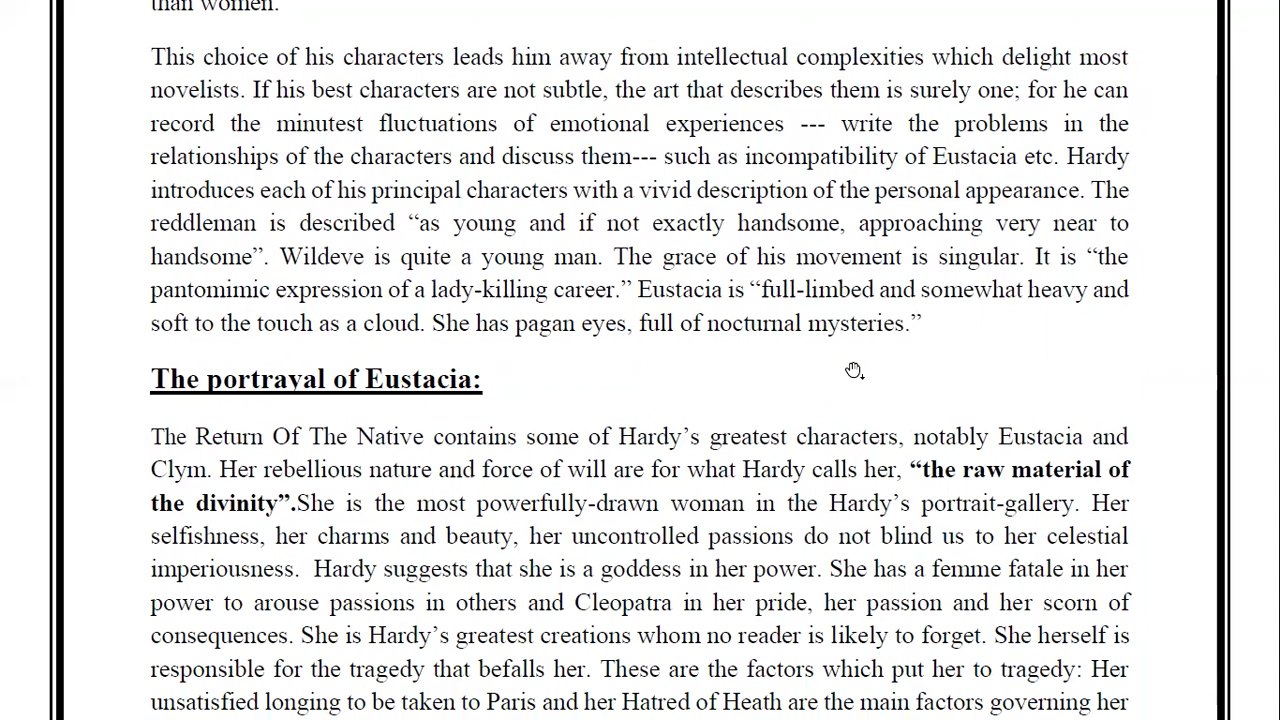 than women.
This choice of his characters leads him away from intellectual complexities which delight most
novelists. If his best characters are not subtle, the art that describes them is surely one; for he can
record the minutest fluctuations of emotional experiences --- write the problems in the
relationships of the characters and discuss them--- such as incompatibility of Eustacia etc. Hardy
introduces each of his principal characters with a vivid description of the personal appearance. The
reddleman is described “as young and if not exactly handsome, approaching very near to
handsome”. Wildeve is quite a young man. The grace of his movement is singular. It is “the
pantomimic expression of a lady-killing career.” Eustacia is “full-limbed and somewhat heavy and
soft to the touch as a cloud. She has pagan eyes, full of nocturnal mysteries.”
The portrayal of Eustacia:
The Return Of The Native contains some of Hardy’s greatest characters, notably Eustacia and
Clym. Her rebellious nature and force of will are for what Hardy calls her, “the raw material of
the divinity”.She is the most powerfully-drawn woman in the Hardy’s portrait-gallery. Her
selfishness, her charms and beauty, her uncontrolled passions do not blind us to her celestial
imperiousness.  Hardy suggests that she is a goddess in her power. She has a femme fatale in her
power to arouse passions in others and Cleopatra in her pride, her passion and her scorn of
consequences. She is Hardy’s greatest creations whom no reader is likely to forget. She herself is
responsible for the tragedy that befalls her. These are the factors which put her to tragedy: Her
unsatisfied longing to be taken to Paris and her Hatred of Heath are the main factors governing her